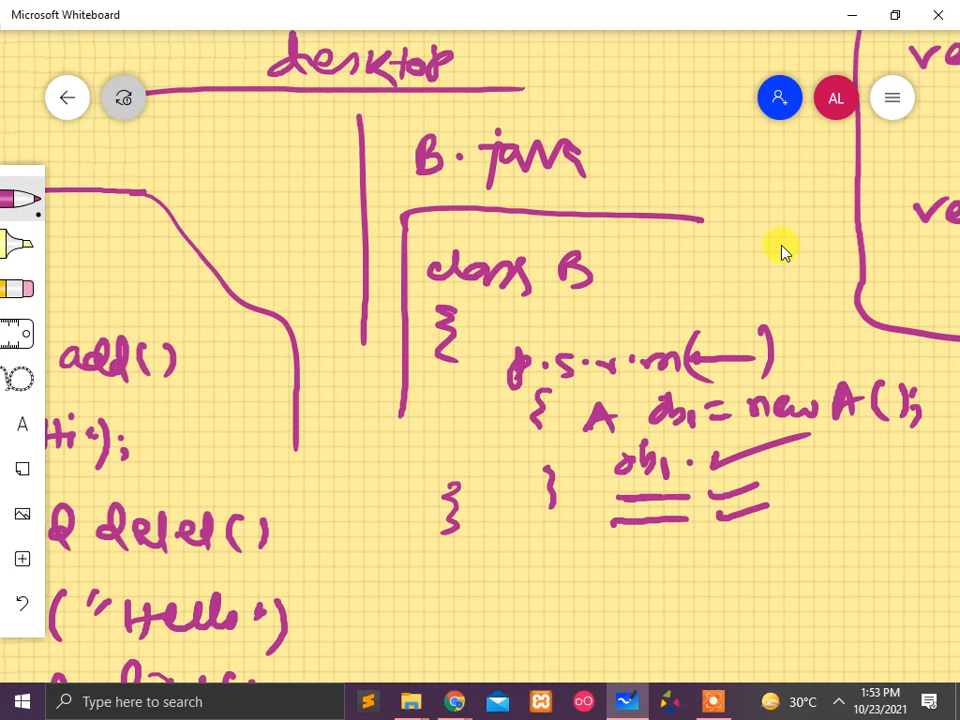 Microsoft Whiteboard
desktop
AL
B.java
class B
{
add()
p.s.v.m( )
{ A ob1 = new A();
Hi");
ob1.
}
}
delet()
("Hello")
A
Type here to search
30°C
1:53 PM
10/23/2021